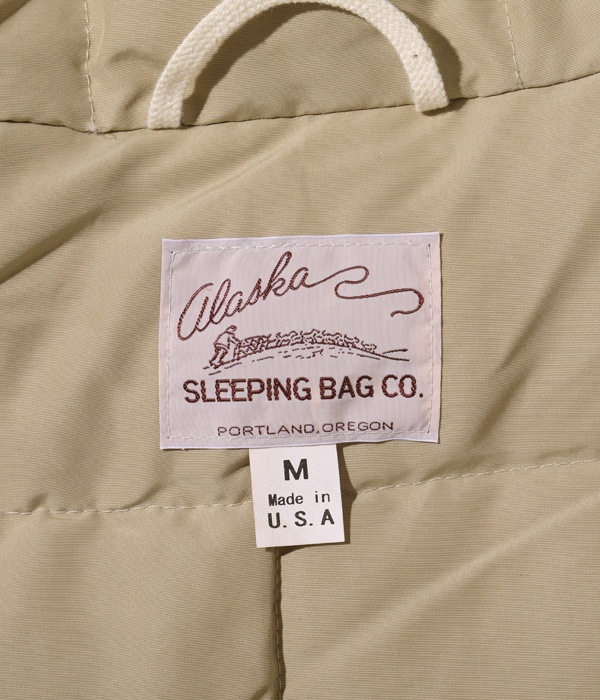 Alaska
SLEEPING BAG CO.
PORTLAND, OREGON
M
Made in
U.S.A